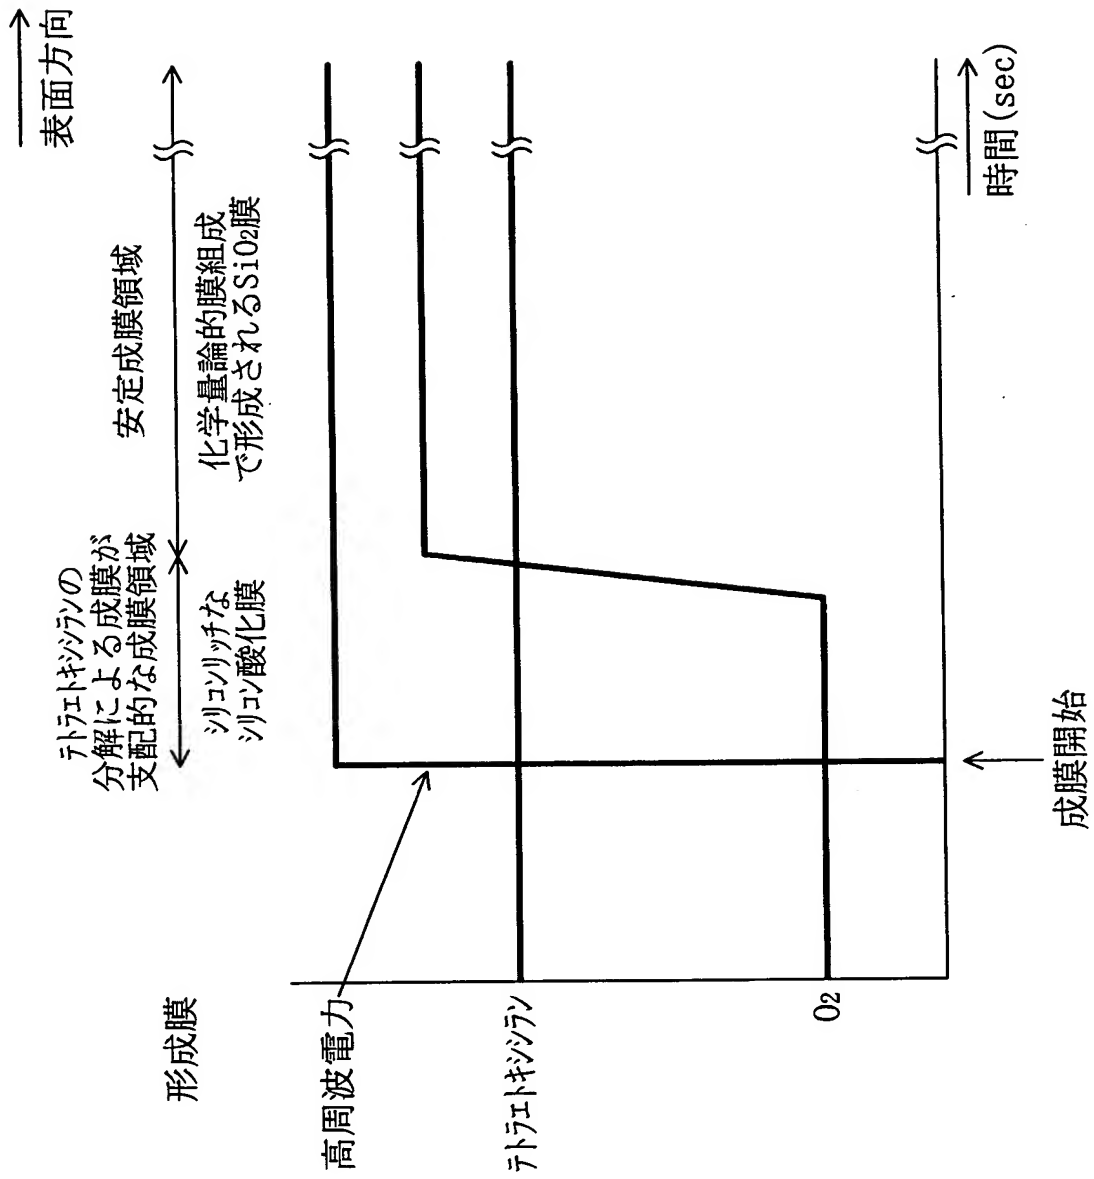 表面方向
テトラエトキシシランの
分解による成膜が
支配的な成膜領域
安定成膜領域
形成膜
シリコンリッチな
シリコン酸化膜
化学量論的膜組成
で形成されるSiO2膜
高周波電力
テトラエトキシシラン
O2
成膜開始
時間(sec)